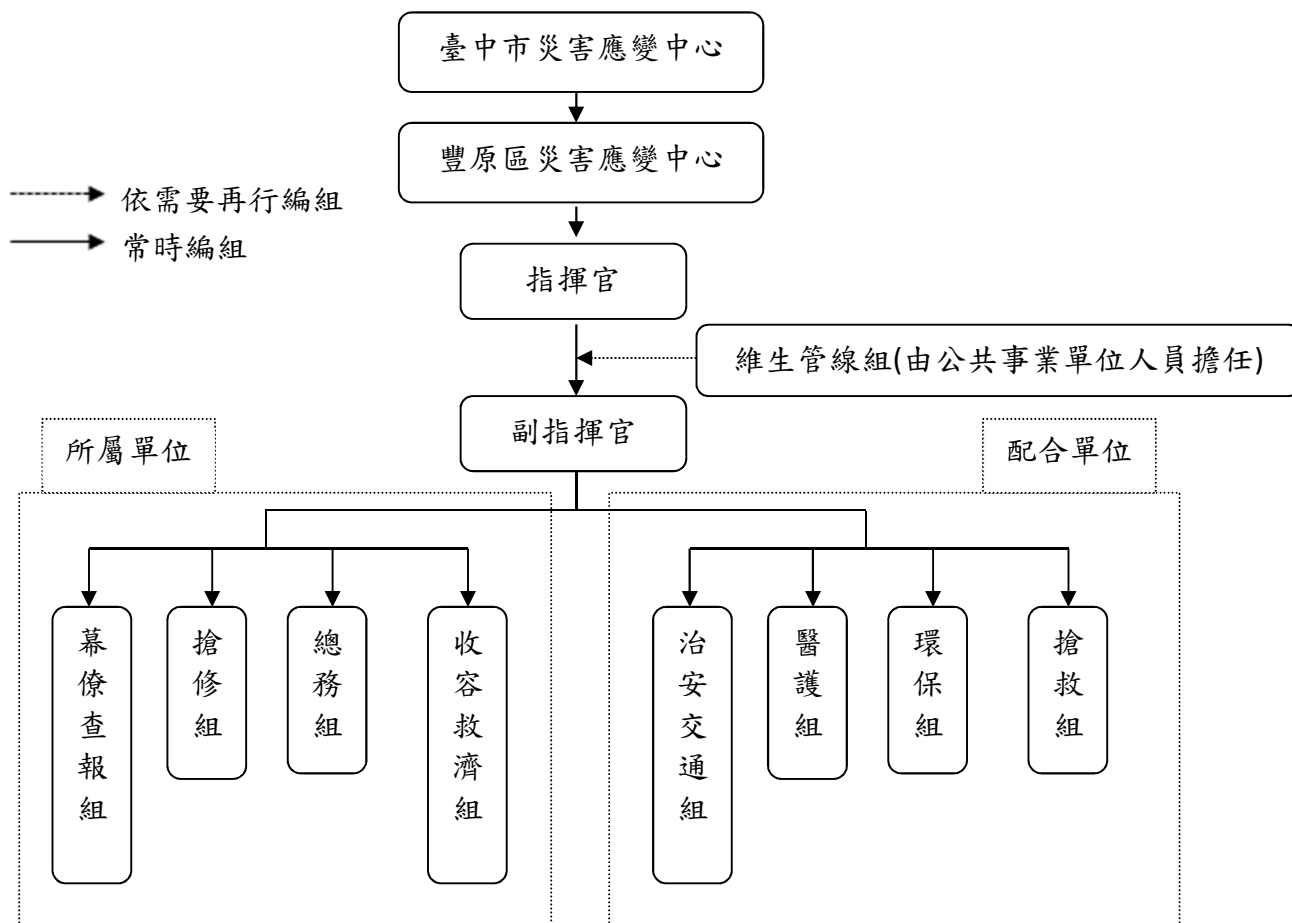 臺中市災害應變中心
豐原區災害應變中心
依需要再行編組
常時編組
指揮官
維生管線組(由公共事業單位人員擔任)
副指揮官
所屬單位
配合單位
幕僚查報組
搶修組
總務組
收容救濟組
治安交通組
醫護組
環保組
搶救組